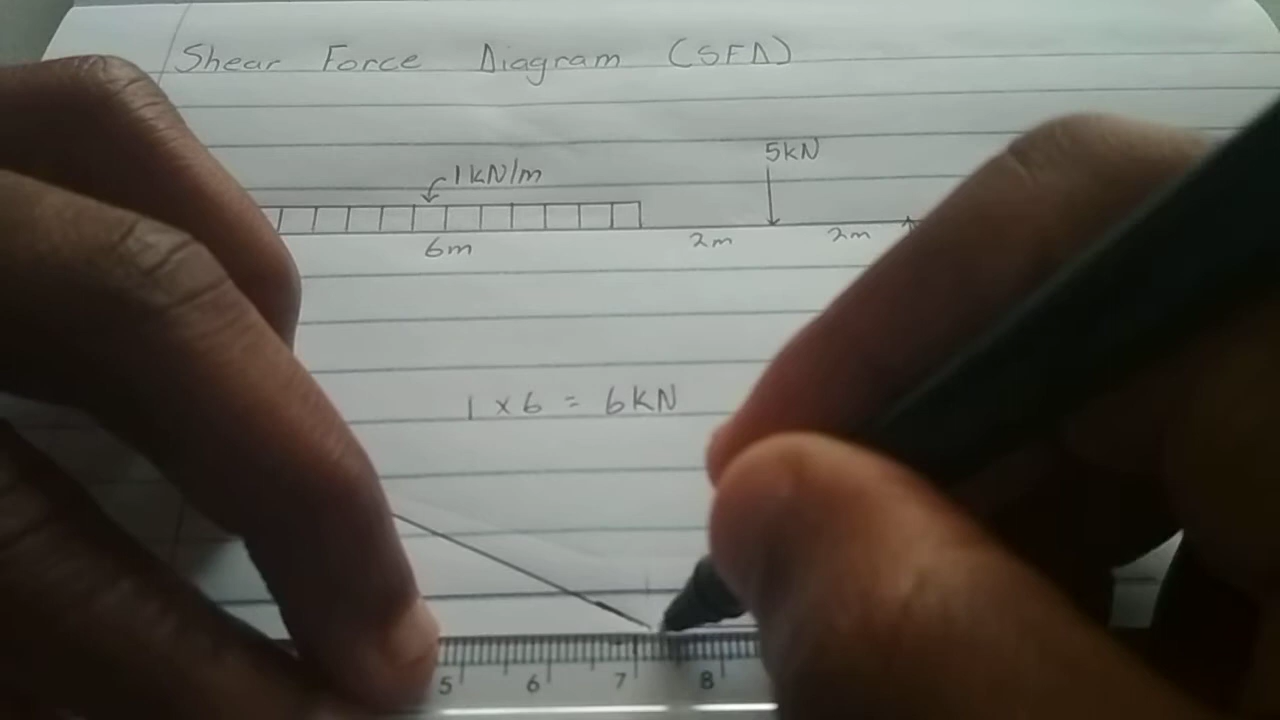 Shear Force Diagram (SFD)
5kN
1kN/m
6m 2m 2m
1 x 6 = 6kN
5 6 7 8